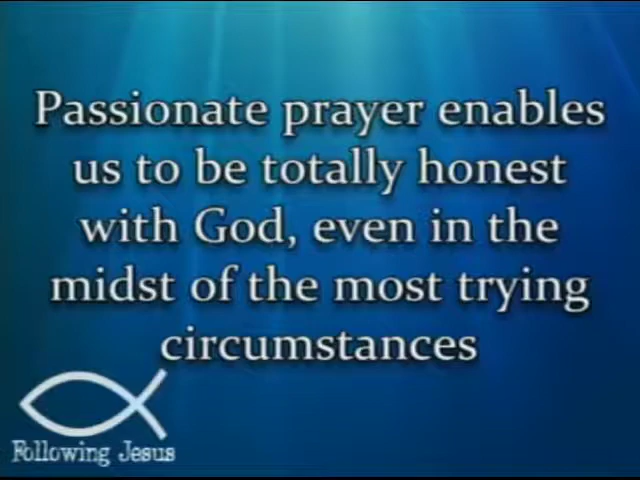 Passionate prayer enables
us to be totally honest
with God, even in the
midst of the most trying
circumstances
Following Jesus